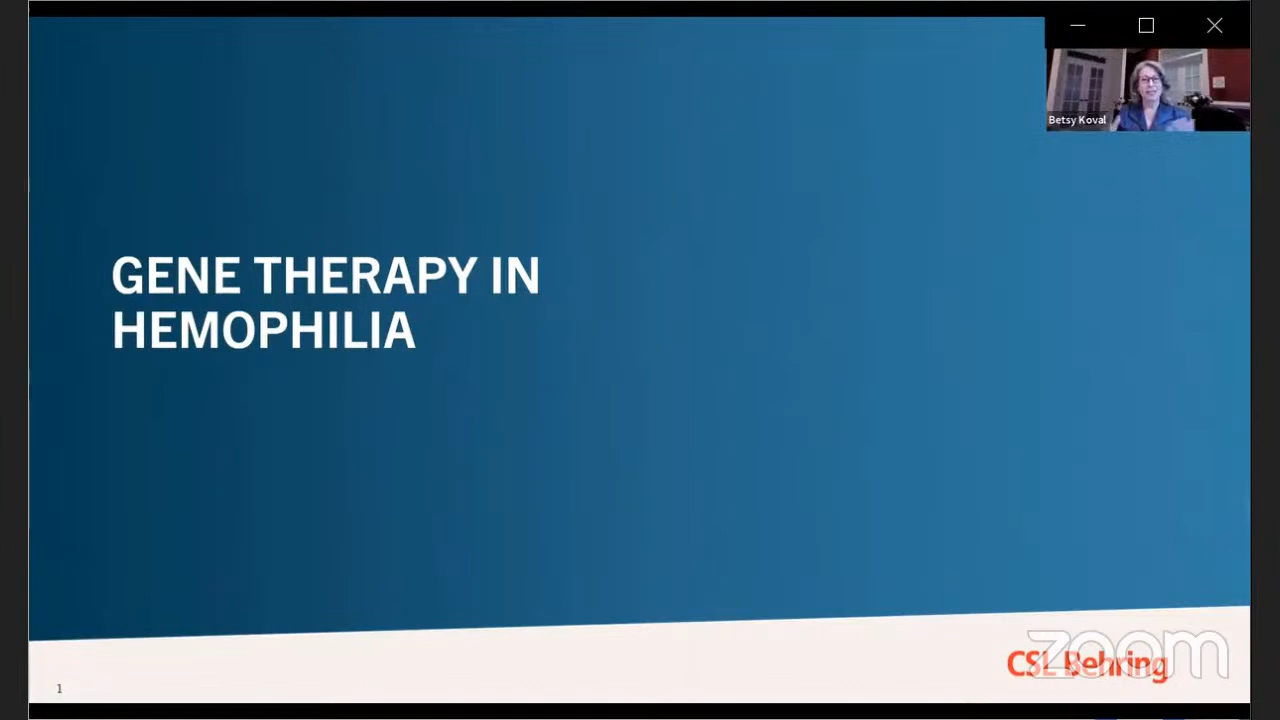 Betsy Koval
GENE THERAPY IN
HEMOPHILIA
CSL Behring
zoom
1